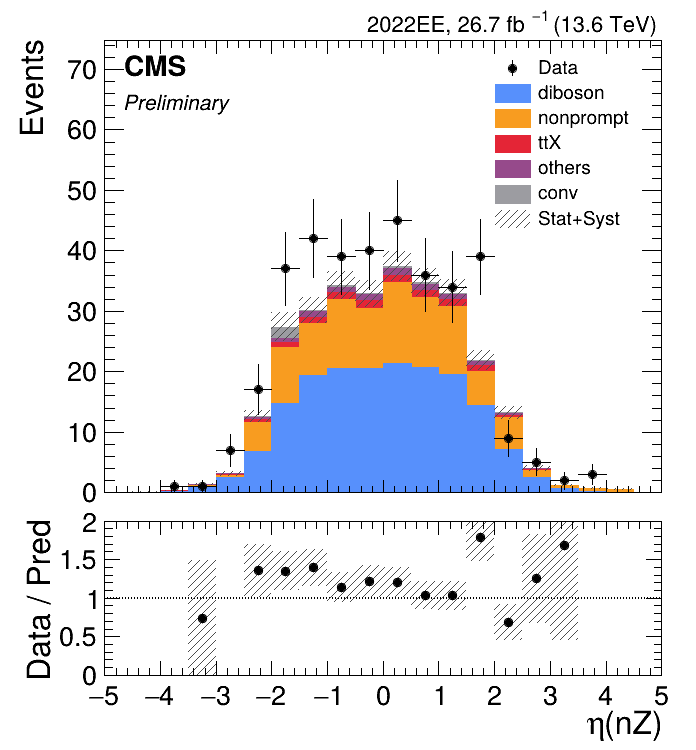 2022EE, 26.7 fb⁻¹ (13.6 TeV)
CMS
Preliminary
Events
70
60
50
40
30
20
10
0
Data
diboson
nonprompt
ttX
others
conv
Stat+Syst
Data / Pred
2
1.5
1
0.5
0
−5 −4 −3 −2 −1 0 1 2 3 4 5
η(nZ)